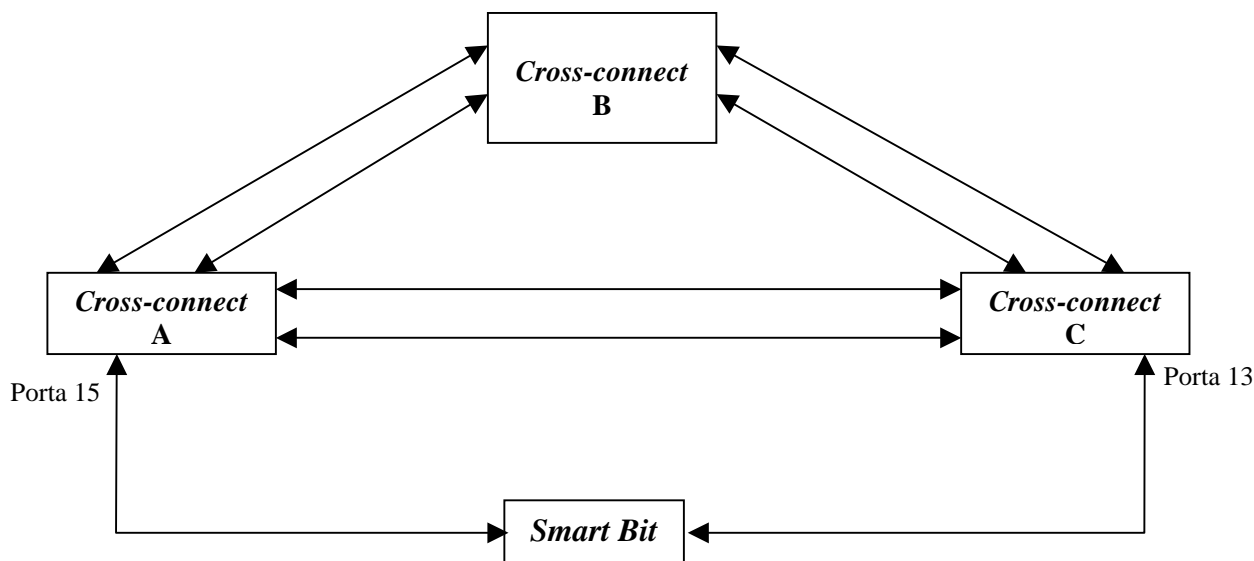 Cross-connect
B
Cross-connect
A
Cross-connect
C
Porta 15
Porta 13
Smart Bit